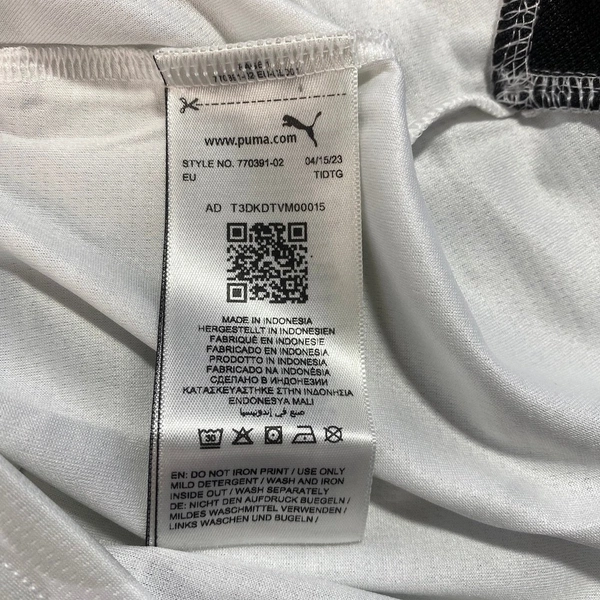 www.puma.com
STYLE NO. 770391-02 04/15/23
EU TIDTG
AD T3DKDTVM00015
MADE IN INDONESIA
HERGESTELLT IN INDONESIEN
FABRIQUÉ EN INDONÉSIE
FABRICADO EN INDONESIA
PRODOTTO IN INDONESIA
FABRICADO NA INDONÉSIA
СДЕЛАНО В ИНДОНЕЗИИ
ΚΑΤΑΣΚΕΥΑΣΤΗΚΕ ΣΤΗΝ ΙΝΔΟΝΗΣΙΑ
ENDONESYA MALI
صنع في إندونيسيا
30
EN: DO NOT IRON PRINT / USE ONLY
MILD DETERGENT / WASH AND IRON
INSIDE OUT / WASH SEPARATELY
DE: NICHT DEN AUFDRUCK BUEGELN /
MILDES WASCHMITTEL VERWENDEN /
LINKS WASCHEN UND BUGELN /